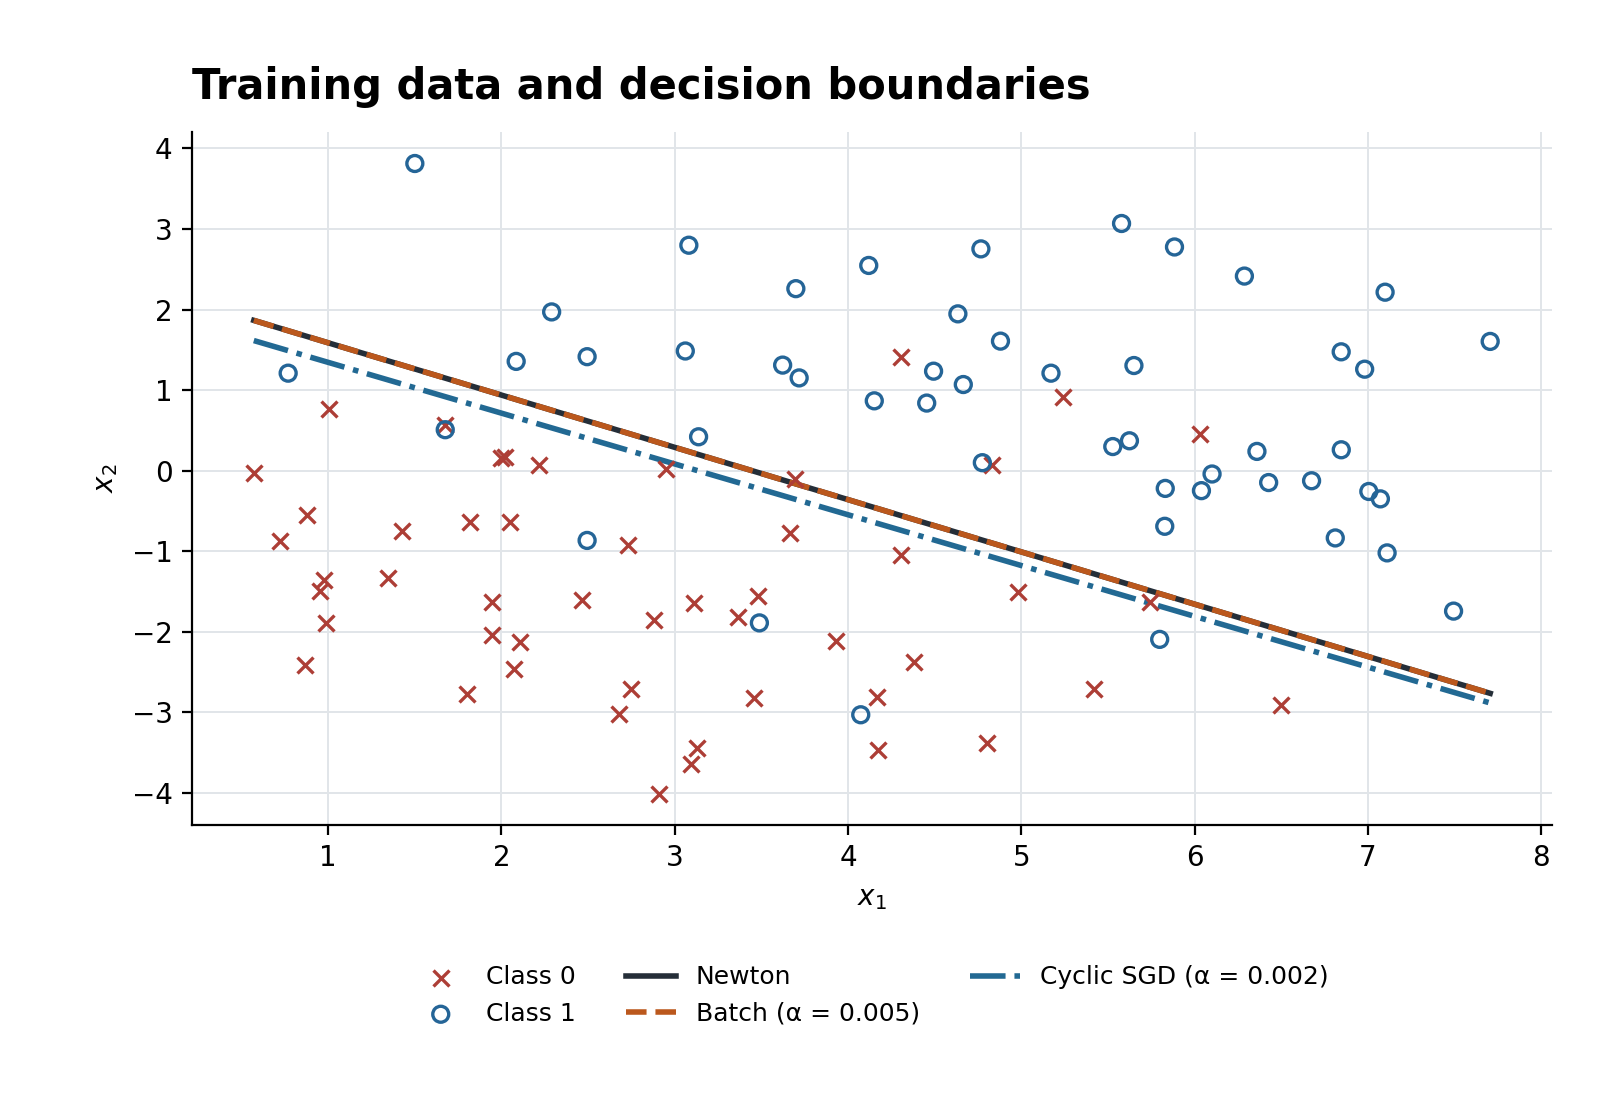 Training data and decision boundaries
4
3
2
1
0
−1
−2
−3
−4
x2
1 2 3 4 5 6 7 8
x1
Class 0 Newton Cyclic SGD (α = 0.002)
Class 1 Batch (α = 0.005)